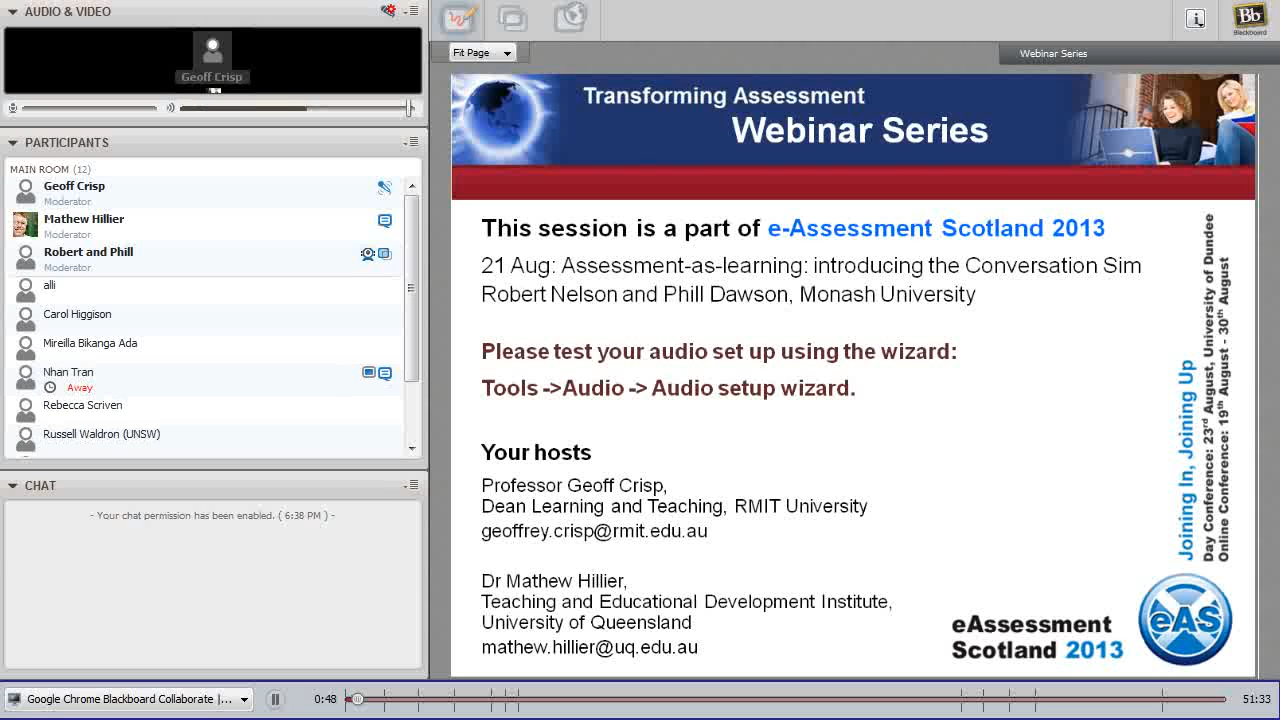 AUDIO & VIDEO
Geoff Crisp
PARTICIPANTS
MAIN ROOM (12)
Geoff Crisp
Moderator
Mathew Hillier
Moderator
Robert and Phill
Moderator
alli
Carol Higgison
Mireilla Bikanga Ada
Nhan Tran
Away
Rebecca Scriven
Russell Waldron (UNSW)
CHAT
- Your chat permission has been enabled. ( 6:38 PM ) -
Google Chrome Blackboard Collaborate |...
0:48
51:33
Fit Page
Webinar Series
Bb
Blackboard
Transforming Assessment
Webinar Series
This session is a part of e-Assessment Scotland 2013
21 Aug: Assessment-as-learning: introducing the Conversation Sim
Robert Nelson and Phill Dawson, Monash University
Please test your audio set up using the wizard:
Tools ->Audio -> Audio setup wizard.
Your hosts
Professor Geoff Crisp,
Dean Learning and Teaching, RMIT University
geoffrey.crisp@rmit.edu.au
Dr Mathew Hillier,
Teaching and Educational Development Institute,
University of Queensland
mathew.hillier@uq.edu.au
Joining In, Joining Up
Day Conference: 23rd August, University of Dundee
Online Conference: 19th August - 30th August
eAssessment
Scotland 2013
eAS